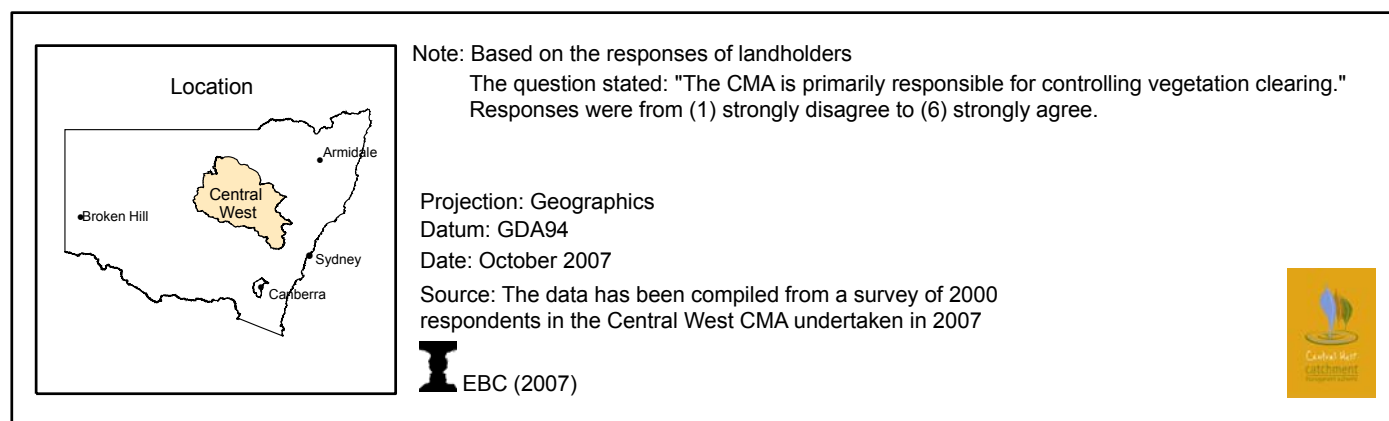 Location
Armidale
Central
West
Broken Hill
Sydney
Canberra
Note: Based on the responses of landholders
The question stated: "The CMA is primarily responsible for controlling vegetation clearing."
Responses were from (1) strongly disagree to (6) strongly agree.
Projection: Geographics
Datum: GDA94
Date: October 2007
Source: The data has been compiled from a survey of 2000
respondents in the Central West CMA undertaken in 2007
EBC (2007)
Central West
catchment